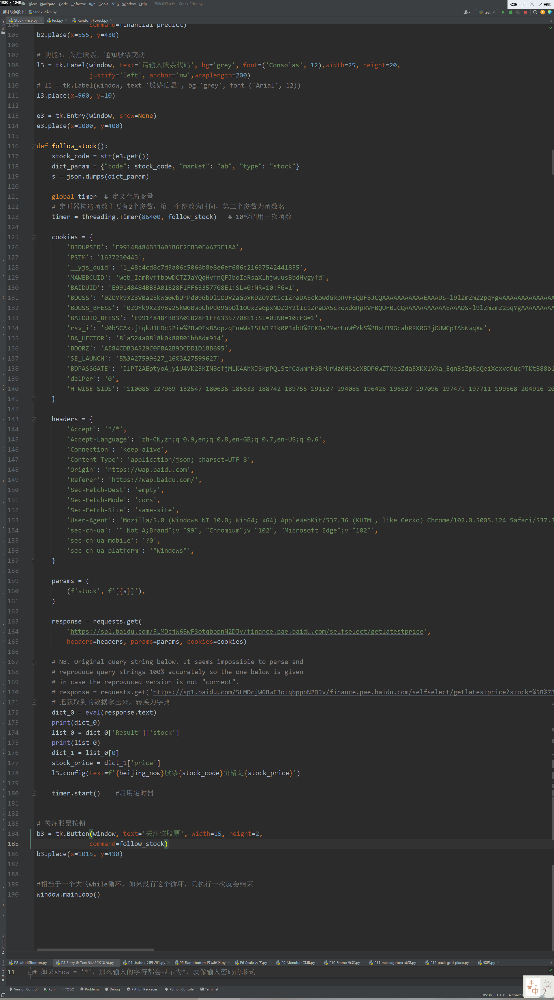 1920 × 1048
dit View Navigate Code Refactor Run Tools VCS Window Help 期末软件设计 - Stock Price.py
编辑 完成
期末软件设计 Stock Price.py
test
Stock Price.py test.py Random Forest.py
Project
104 command=financial_predict)
105 b2.place(x=555, y=430)
106
107 # 功能3：关注股票，通知股票变动
108 l3 = tk.Label(window, text='请输入股票代码', bg='grey', font=('Consolas', 12),width=25, height=20,
109 justify='left', anchor='nw',wraplength=200)
110 # l1 = tk.Label(window, text='股票信息', bg='grey', font=('Arial', 12))
111 l3.place(x=960, y=10)
112
113 e3 = tk.Entry(window, show=None)
114 e3.place(x=1000, y=400)
115
116 def follow_stock():
117 stock_code = str(e3.get())
118 dict_param = {"code": stock_code, "market": "ab", "type": "stock"}
119 s = json.dumps(dict_param)
120
121 global timer # 定义全局变量
122 # 定时器构造函数主要有2个参数，第一个参数为时间，第二个参数为函数名
123 timer = threading.Timer(86400, follow_stock) # 10秒调用一次函数
124
125 cookies = {
126 'BIDUPSID': 'E99148484BB3A01B6E2E830FAA75F18A',
127 'PSTM': '1637230443',
128 '__yjs_duid': '1_48c4cd8c7d3a06c5066b8e8e6ef686c21637542441855',
129 'MAWEBCUID': 'web_IamRvffbowDCTZJaYQqHvfnQFJboIaRsaXlhjwuusBbdHvgyfd',
130 'BAIDUID': 'E99148484BB3A01B28F1FF63357708E1:SL=0:NR=10:FG=1',
131 'BDUSS': '0ZOYk9XZ3VBa25kWG0wbUhPd09GbDl1OUxZaGpxNDZOY2tIc1ZraDA5ckowdGRpRVFBQUFBJCQAAAAAAAAAAAEAAADS-l9lZmZmZ2pqYgAAAAAAAAAAAAAAA
132 'BDUSS_BFESS': '0ZOYk9XZ3VBa25kWG0wbUhPd09GbDl1OUxZaGpxNDZOY2tIc1ZraDA5ckowdGRpRVFBQUFBJCQAAAAAAAAAAAEAAADS-l9lZmZmZ2pqYgAAAAAAAAA
133 'BAIDUID_BFESS': 'E99148484BB3A01B28F1FF63357708E1:SL=0:NR=10:FG=1',
134 'rsv_i': 'd0b5CAxtjLqkUJHDc52ie%2BwOIs8AopzqEueWs15LW17Ik0P3xbH%2FKOa2MarHuWfYkS%2BxH39GcahRRK0G3jOUWCpTAbWwqXw',
135 'BA_HECTOR': '8la524a08l8k0k80801hb8dm914',
136 'BDORZ': 'AE84CDB3A529C0F8A2B9DCDD1D18B695',
137 'SE_LAUNCH': '5%3A27599627_16%3A27599627',
138 'BDPASSGATE': 'IlPT2AEptyoA_yiU4VK23kIN8efjMLK4AhXJSkpPQlStfCaWmhH3BrUrWz0HSieXBDP6wZTXebZda5XKXlVXa_EqnBsZp5pQeiXcxvqOucPTKtB88b1
139 'delPer': '0',
140 'H_WISE_SIDS': '110085_127969_132547_180636_185633_188742_189755_191527_194085_196426_196527_197096_197471_197711_199568_204916_20
141 }
142
143 headers = {
144 'Accept': '*/*',
145 'Accept-Language': 'zh-CN,zh;q=0.9,en;q=0.8,en-GB;q=0.7,en-US;q=0.6',
146 'Connection': 'keep-alive',
147 'Content-Type': 'application/json; charset=UTF-8',
148 'Origin': 'https://wap.baidu.com',
149 'Referer': 'https://wap.baidu.com/',
150 'Sec-Fetch-Dest': 'empty',
151 'Sec-Fetch-Mode': 'cors',
152 'Sec-Fetch-Site': 'same-site',
153 'User-Agent': 'Mozilla/5.0 (Windows NT 10.0; Win64; x64) AppleWebKit/537.36 (KHTML, like Gecko) Chrome/102.0.5005.124 Safari/537.3
154 'sec-ch-ua': '" Not A;Brand";v="99", "Chromium";v="102", "Microsoft Edge";v="102"',
155 'sec-ch-ua-mobile': '?0',
156 'sec-ch-ua-platform': '"Windows"',
157 }
158
159 params = (
160 (f'stock', f'[{s}]'),
161 )
162
163 response = requests.get(
164 'https://sp1.baidu.com/5LMDcjW6BwF3otqbppnN2DJv/finance.pae.baidu.com/selfselect/getlatestprice',
165 headers=headers, params=params, cookies=cookies)
166
167 # NB. Original query string below. It seems impossible to parse and
168 # reproduce query strings 100% accurately so the one below is given
169 # in case the reproduced version is not "correct".
170 # response = requests.get('https://sp1.baidu.com/5LMDcjW6BwF3otqbppnN2DJv/finance.pae.baidu.com/selfselect/getlatestprice?stock=%5B%7B
171 # 把获取到的数据拿出来，转换为字典
172 dict_0 = eval(response.text)
173 print(dict_0)
174 list_0 = dict_0['Result']['stock']
175 print(list_0)
176 dict_1 = list_0[0]
177 stock_price = dict_1['price']
178 l3.config(text=f'{beijing_now}股票{stock_code}价格是{stock_price}')
179
180 timer.start() #启用定时器
181
182
183 # 关注股票按钮
184 b3 = tk.Button(window, text='关注该股票', width=15, height=2,
185 command=follow_stock)
186 b3.place(x=1015, y=430)
187
188
189 #相当于一个大的while循环，如果没有这个循环，只执行一次就会结束
190 window.mainloop()
Structure
Bookmarks
P2 label和button.py P3 Entry & Text 输入和文本框.py P4 Listbox 列表组件.py P5 Radiobutton 选择按钮.py P6 Scale 尺度.py P9 Menubar 菜单.py P10 Frame 框架.py P11 messagebox 弹窗.py P12 pack grid place.py 模板.py
11 # 如果show = '*'，那么输入的字符都会显示为*，就像输入密码的形式
Version Control Run TODO Problems Debug Python Packages Python Console Terminal
185:36 UTF-8 4 spaces
半
中